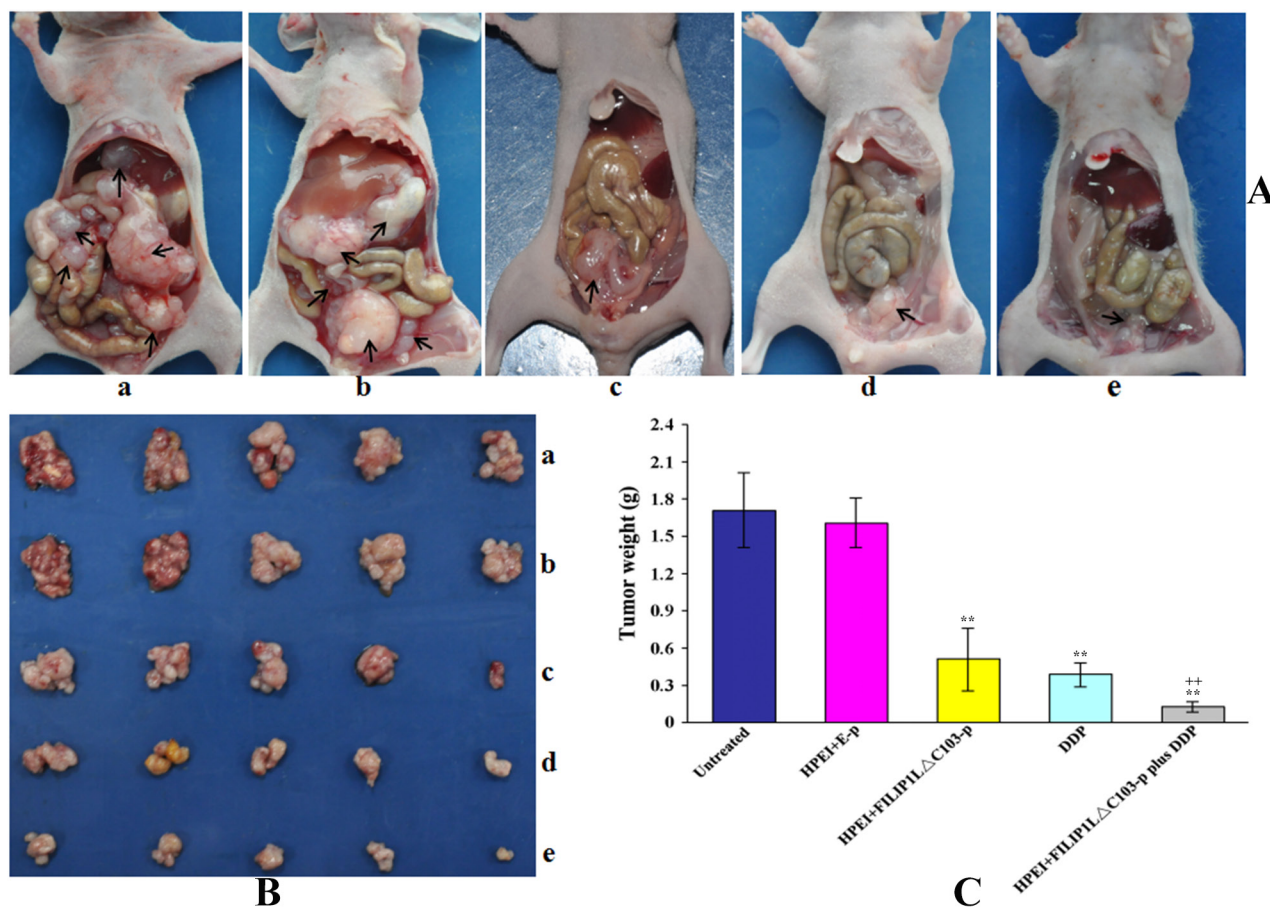 A
a b c d e
a
b
c
d
e
B
2.4
2.1
1.8
1.5
1.2
0.9
0.6
0.3
0
Tumor weight (g)
**
**
++
**
Untreated
HPEI+E-p
HPEI+FILIP1L△C103-p
DDP
HPEI+FILIP1L△C103-p plus DDP
C